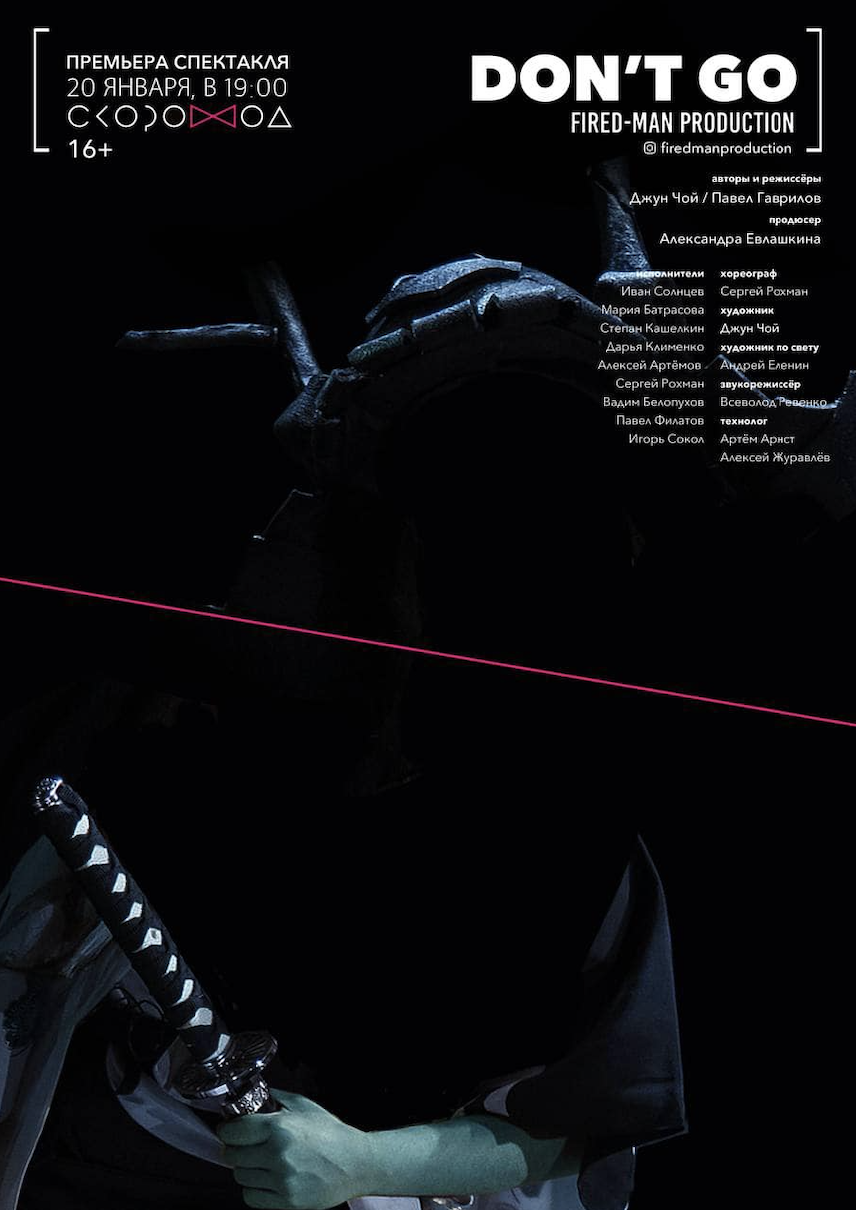 ПРЕМЬЕРА СПЕКТАКЛЯ
20 ЯНВАРЯ, В 19:00
СКОРОХОД
16+
DON'T GO
FIRED-MAN PRODUCTION
firedmanproduction
авторы и режиссёры
Джун Чой / Павел Гаврилов
продюсер
Александра Евлашкина
исполнители
Иван Солнцев
Мария Батрасова
Степан Кашелкин
Дарья Клименко
Алексей Артёмов
Сергей Рохман
Вадим Белопухов
Павел Филатов
Игорь Сокол
хореограф
Сергей Рохман
художник
Джун Чой
художник по свету
Андрей Еленин
звукорежиссёр
Всеволод Ревенко
технолог
Артём Арнст
Алексей Журавлёв